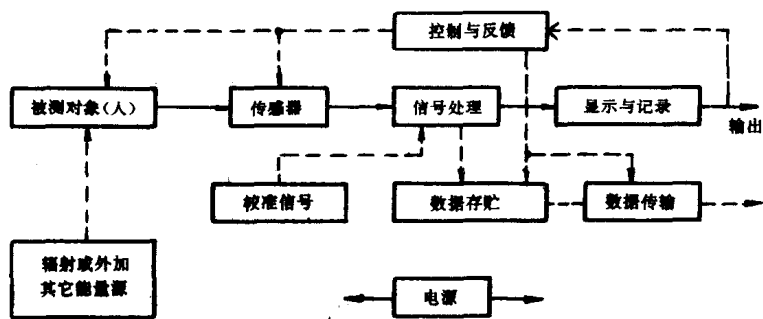 控制与反馈
被测对象(人)
传感器
信号处理
显示与记录
输出
校准信号
数据存贮
数据传输
辐射或外加
其它能量源
电源